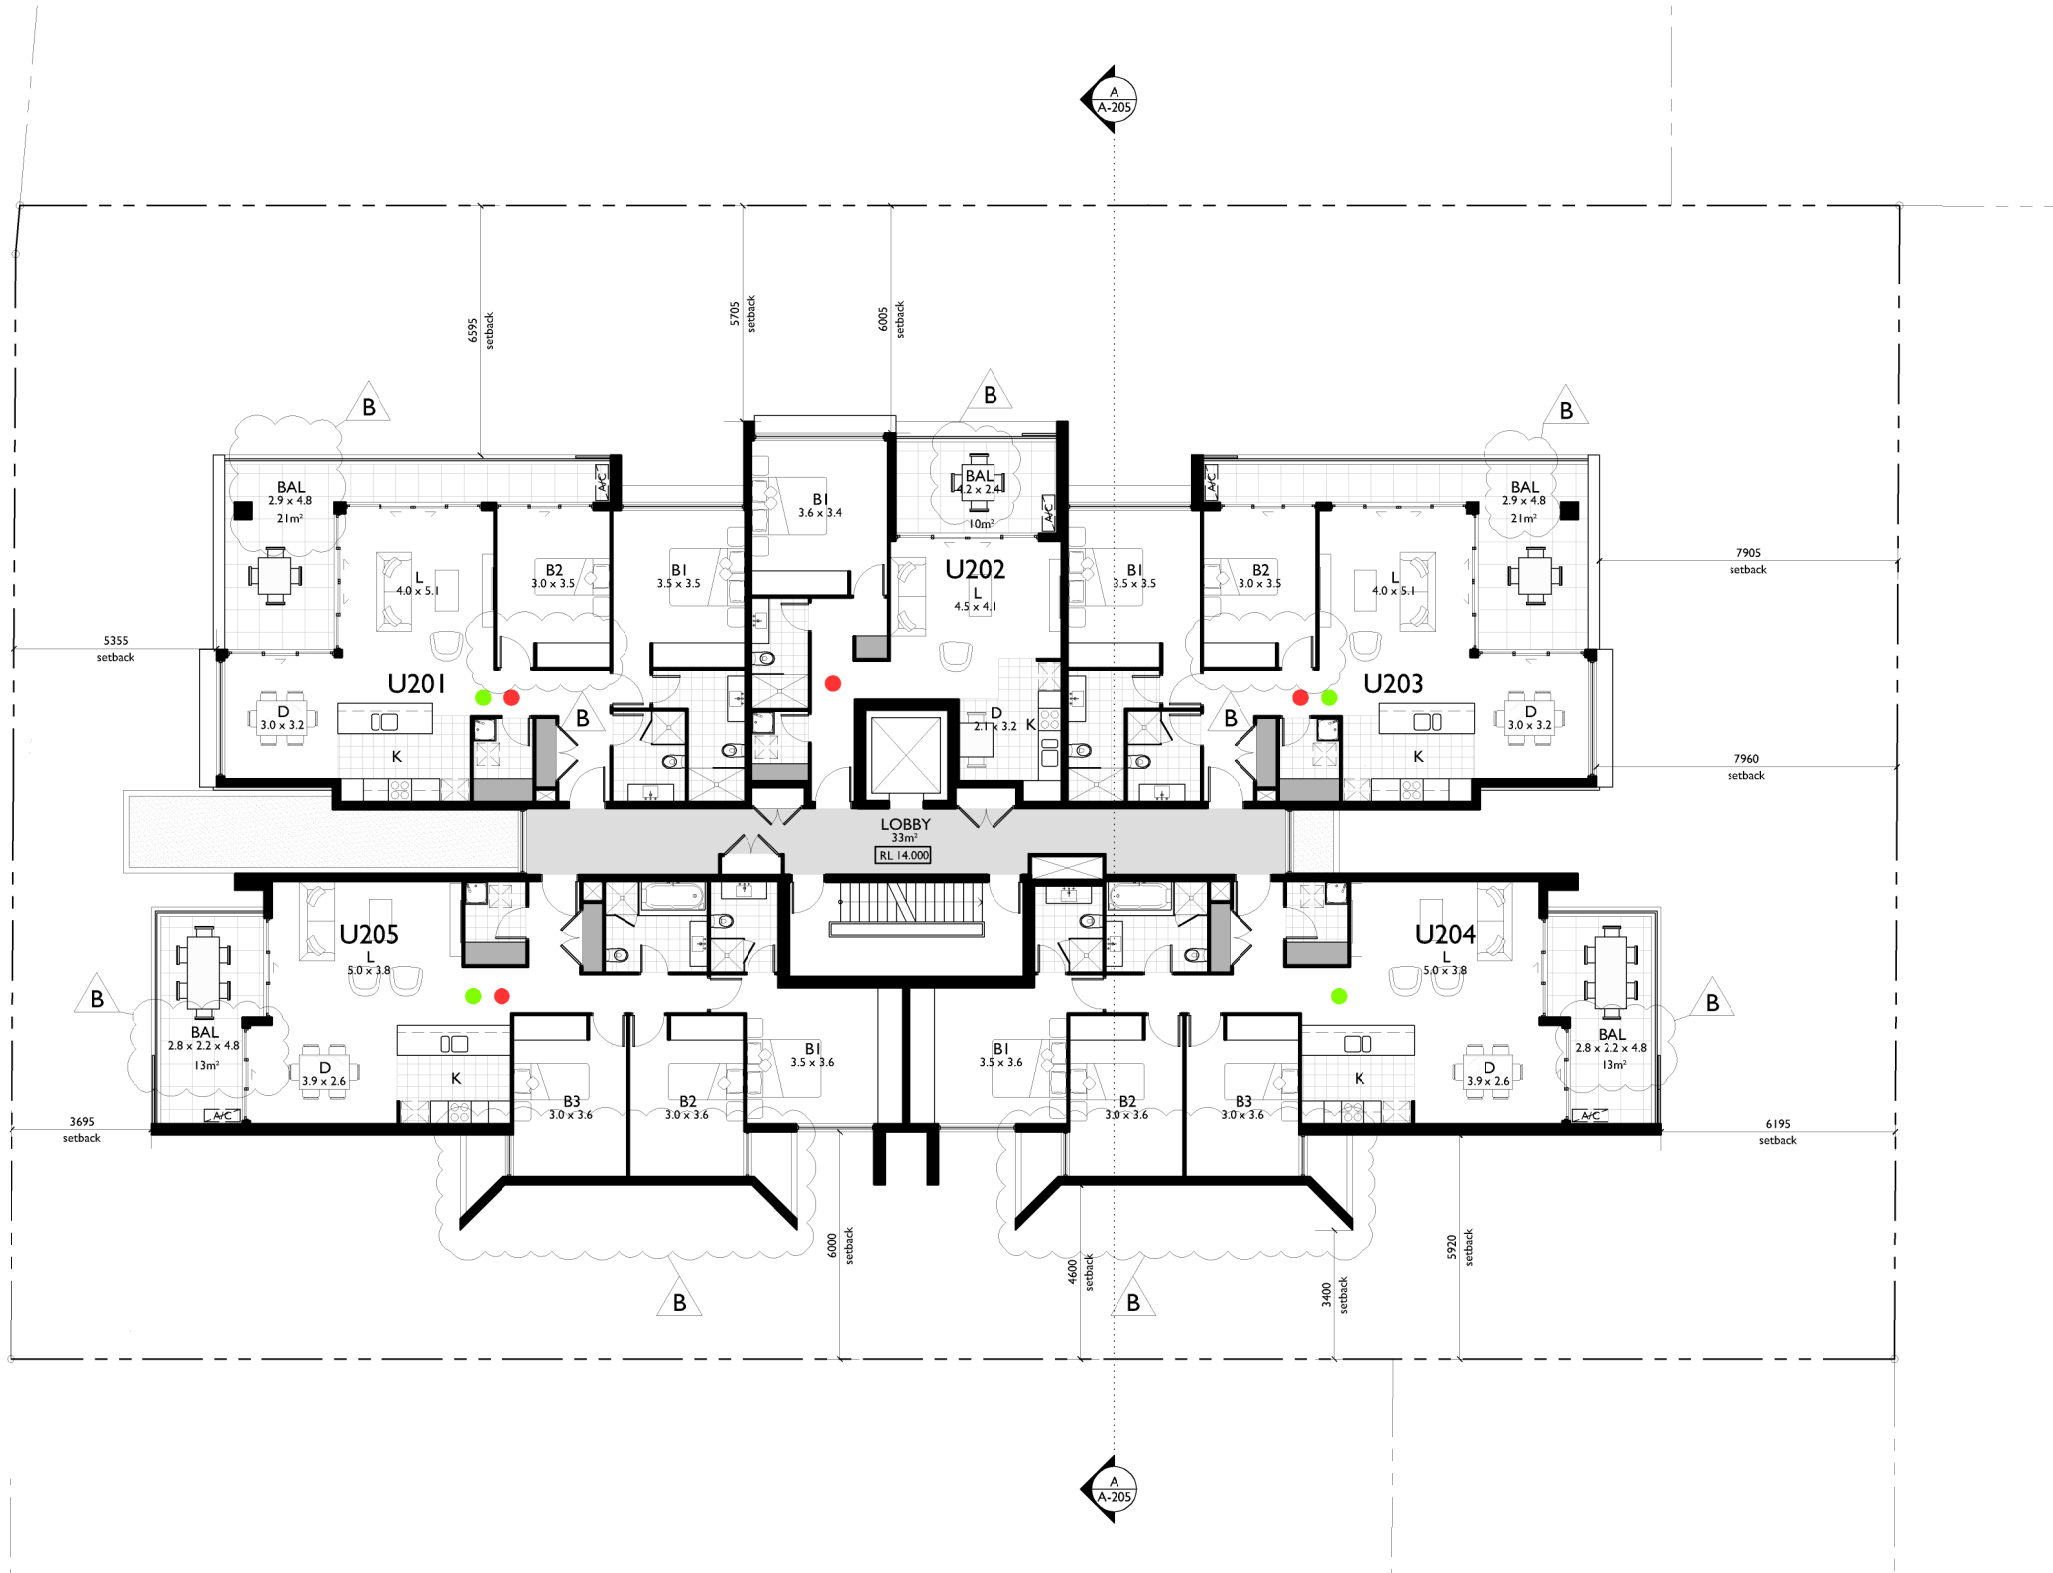 A
A-205
6595
setback
5705
setback
6005
setback
B
B
B
BAL
2.9 x 4.8
21m²
A/C
B1
3.6 x 3.4
BAL
4.2 x 2.4
10m²
A/C
A/C
BAL
2.9 x 4.8
21m²
7905
setback
L
4.0 x 5.1
B2
3.0 x 3.5
B1
3.5 x 3.5
U202
L
4.5 x 4.1
B1
3.5 x 3.5
B2
3.0 x 3.5
L
4.0 x 5.1
5355
setback
U201
U203
D
3.0 x 3.2
K
B
D
2.1 x 3.2
K
B
K
D
3.0 x 3.2
7960
setback
LOBBY
33m²
RL 14.000
U205
L
5.0 x 3.8
U204
L
5.0 x 3.8
B
B
BAL
2.8 x 2.2 x 4.8
13m²
A/C
D
3.9 x 2.6
K
B3
3.0 x 3.6
B2
3.0 x 3.6
B1
3.5 x 3.6
B1
3.5 x 3.6
B2
3.0 x 3.6
B3
3.0 x 3.6
K
D
3.9 x 2.6
BAL
2.8 x 2.2 x 4.8
13m²
A/C
3695
setback
6195
setback
6000
setback
4600
setback
3400
setback
5920
setback
B
B
A
A-205